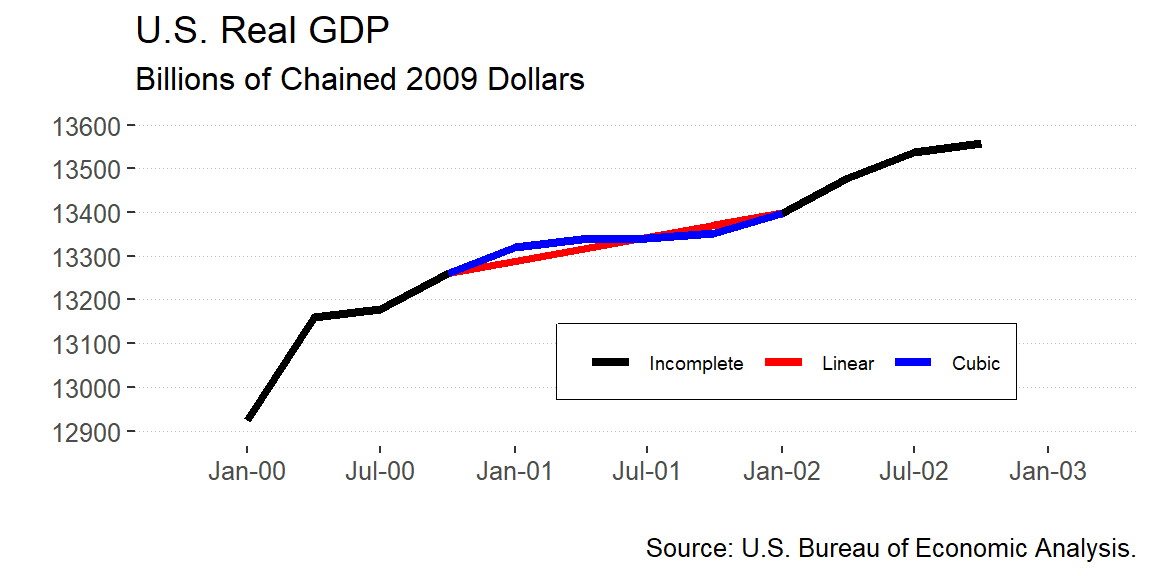 U.S. Real GDP
Billions of Chained 2009 Dollars
13600
13500
13400
13300
13200
13100
13000
12900
Incomplete Linear Cubic
Jan-00 Jul-00 Jan-01 Jul-01 Jan-02 Jul-02 Jan-03
Source: U.S. Bureau of Economic Analysis.